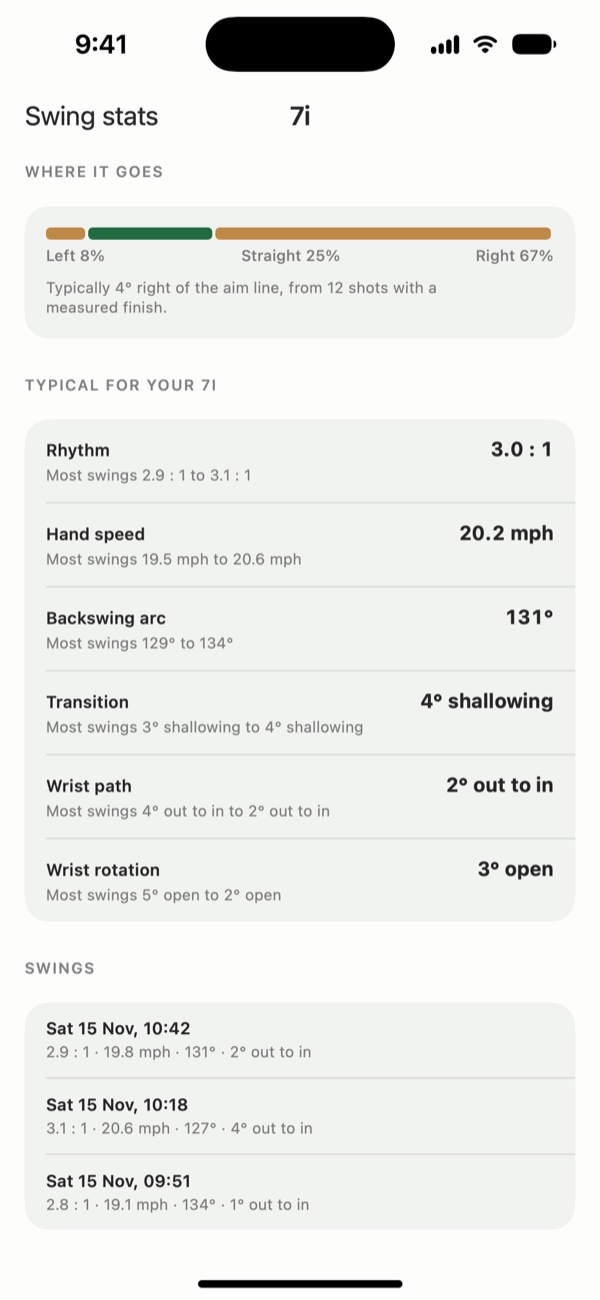 9:41
Swing stats 7i
WHERE IT GOES
Left 8% Straight 25% Right 67%
Typically 4° right of the aim line, from 12 shots with a
measured finish.
TYPICAL FOR YOUR 7I
Rhythm 3.0 : 1
Most swings 2.9 : 1 to 3.1 : 1
Hand speed 20.2 mph
Most swings 19.5 mph to 20.6 mph
Backswing arc 131°
Most swings 129° to 134°
Transition 4° shallowing
Most swings 3° shallowing to 4° shallowing
Wrist path 2° out to in
Most swings 4° out to in to 2° out to in
Wrist rotation 3° open
Most swings 5° open to 2° open
SWINGS
Sat 15 Nov, 10:42
2.9 : 1 · 19.8 mph · 131° · 2° out to in
Sat 15 Nov, 10:18
3.1 : 1 · 20.6 mph · 127° · 4° out to in
Sat 15 Nov, 09:51
2.8 : 1 · 19.1 mph · 134° · 1° out to in